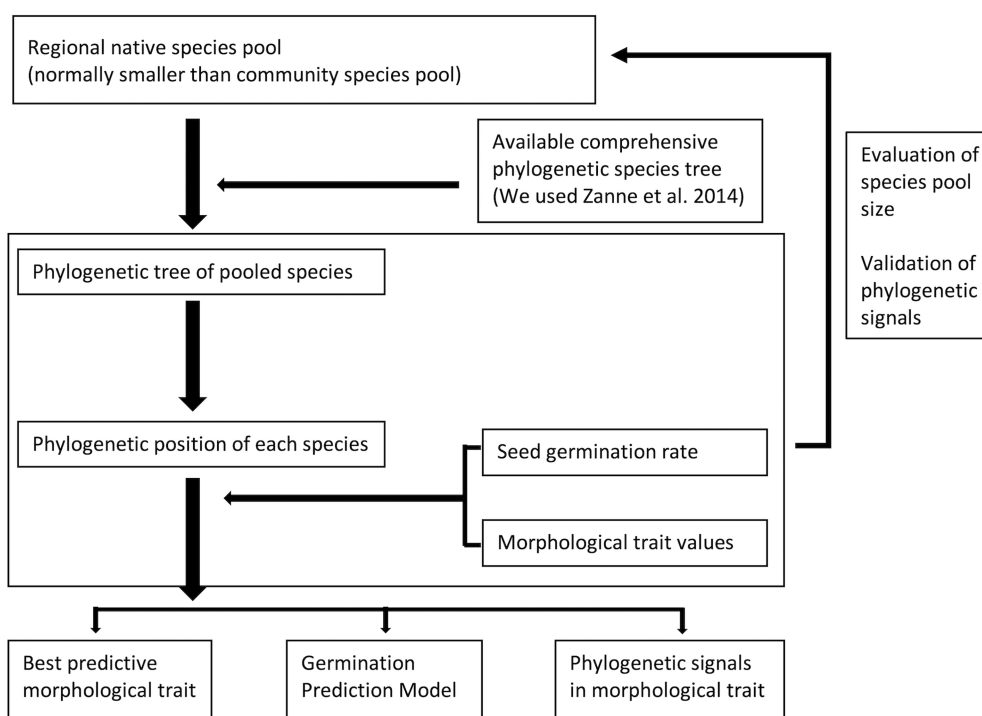 Regional native species pool
(normally smaller than community species pool)
Available comprehensive
phylogenetic species tree
(We used Zanne et al. 2014)
Evaluation of
species pool
size
Validation of
phylogenetic
signals
Phylogenetic tree of pooled species
Phylogenetic position of each species
Seed germination rate
Morphological trait values
Best predictive
morphological trait
Germination
Prediction Model
Phylogenetic signals
in morphological trait